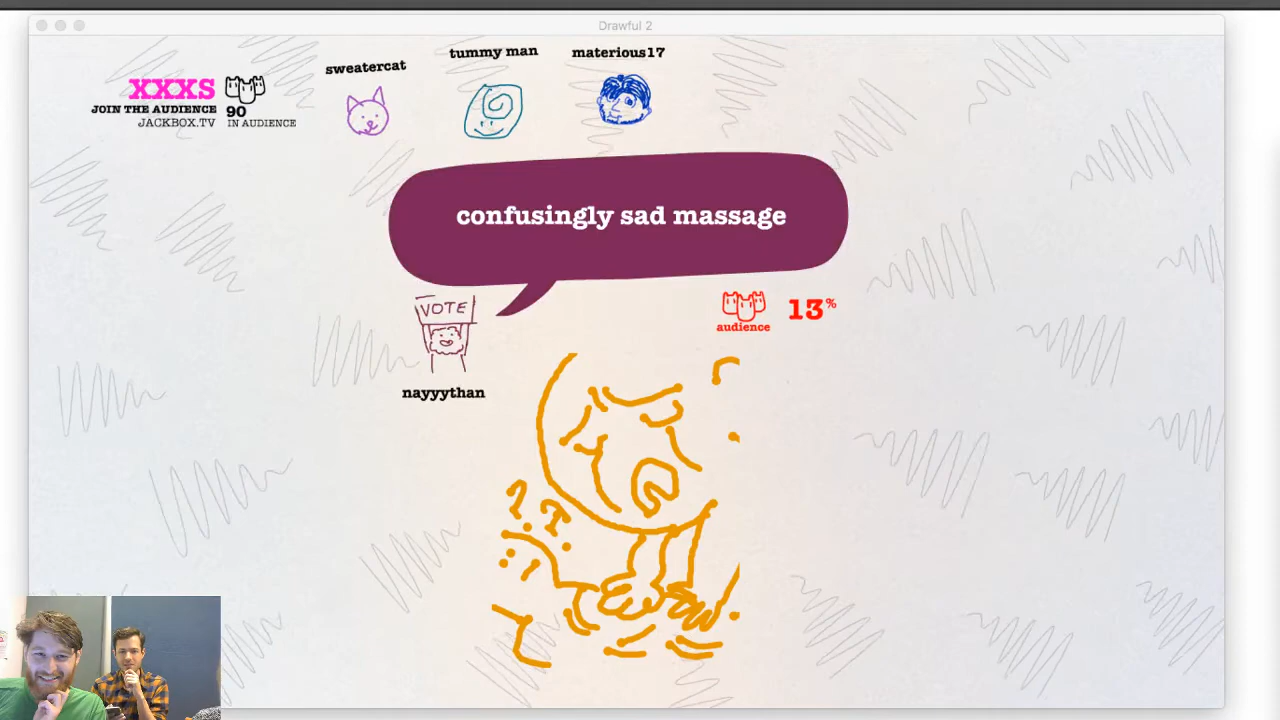 Drawful 2
XXXS
JOIN THE AUDIENCE
JACKBOX.TV
90
IN AUDIENCE
sweatercat
tummy man
materious17
confusingly sad massage
VOTE
nayyythan
audience
13%
? ?